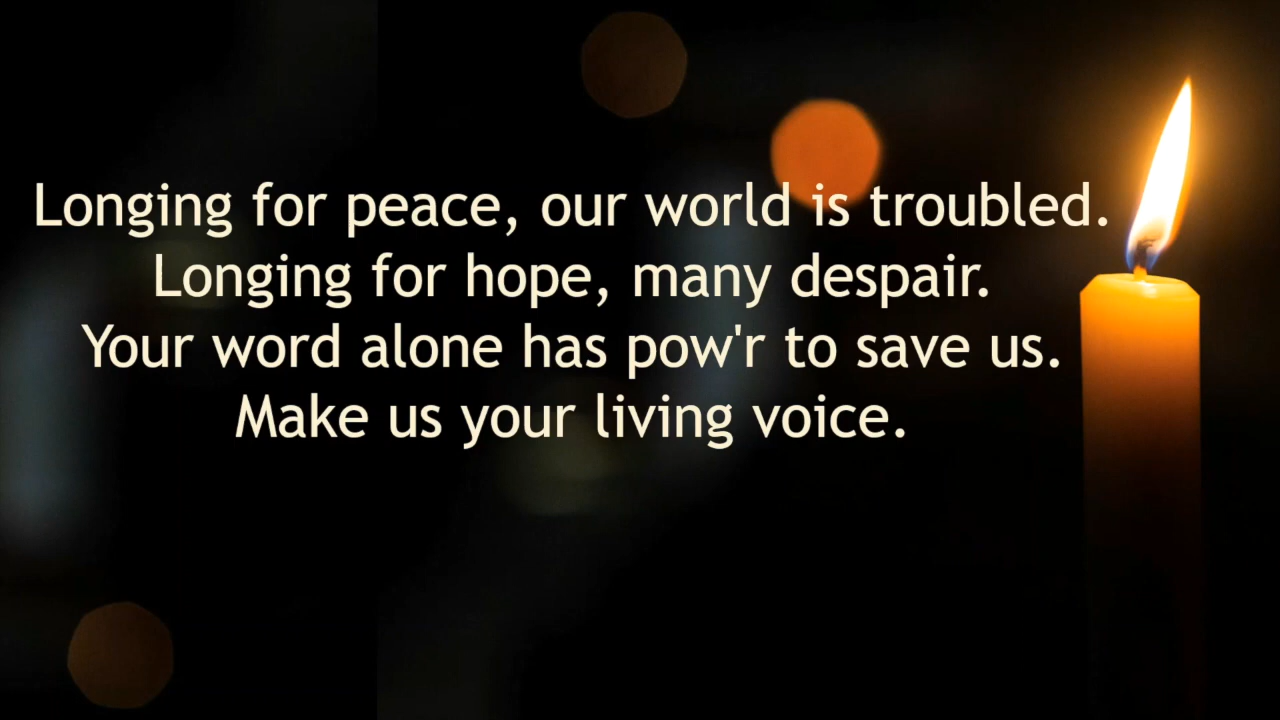 Longing for peace, our world is troubled.
Longing for hope, many despair.
Your word alone has pow'r to save us.
Make us your living voice.